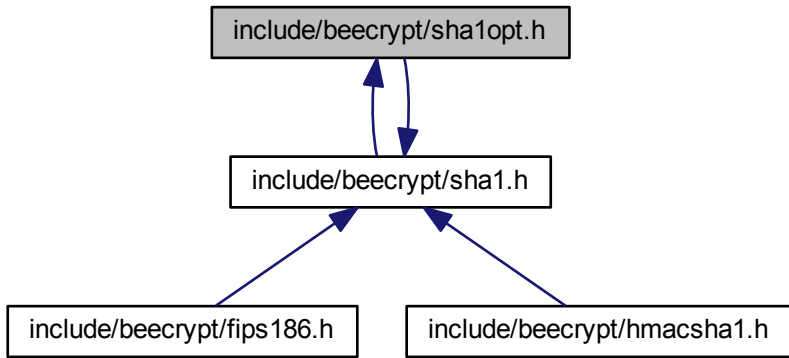 include/beecrypt/sha1opt.h
include/beecrypt/sha1.h
include/beecrypt/fips186.h
include/beecrypt/hmacsha1.h